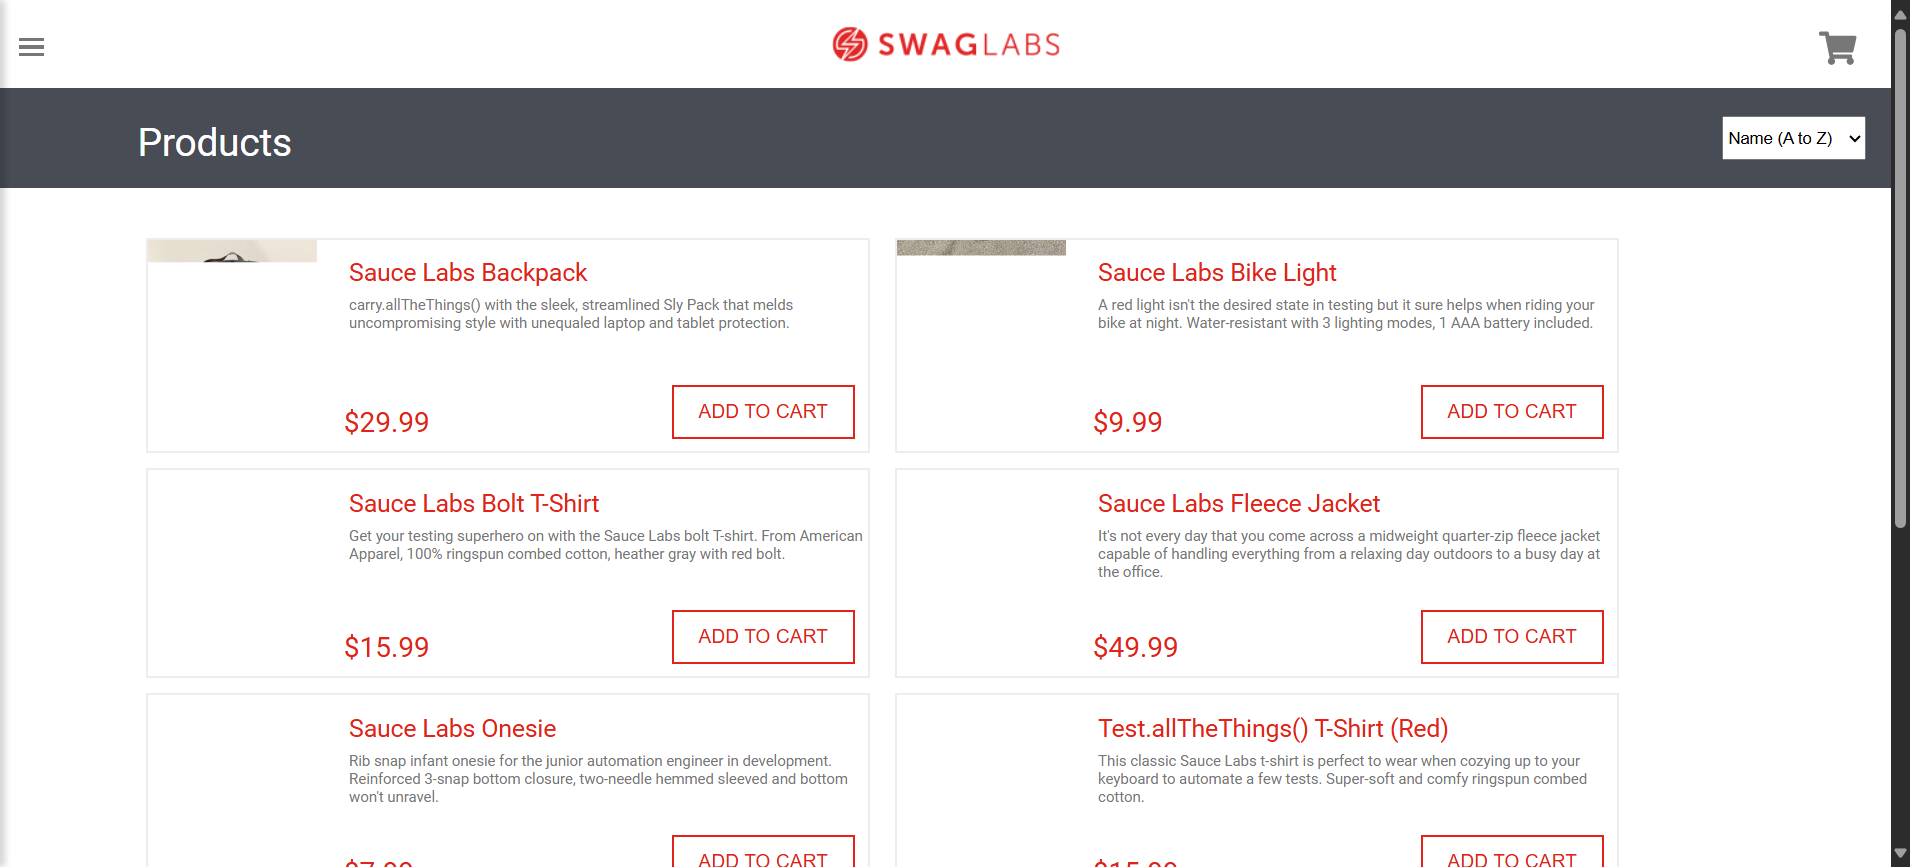 SWAGLABS
Products
Name (A to Z)
Sauce Labs Backpack
carry.allTheThings() with the sleek, streamlined Sly Pack that melds
uncompromising style with unequaled laptop and tablet protection.
$29.99
ADD TO CART
Sauce Labs Bike Light
A red light isn't the desired state in testing but it sure helps when riding your
bike at night. Water-resistant with 3 lighting modes, 1 AAA battery included.
$9.99
ADD TO CART
Sauce Labs Bolt T-Shirt
Get your testing superhero on with the Sauce Labs bolt T-shirt. From American
Apparel, 100% ringspun combed cotton, heather gray with red bolt.
$15.99
ADD TO CART
Sauce Labs Fleece Jacket
It's not every day that you come across a midweight quarter-zip fleece jacket
capable of handling everything from a relaxing day outdoors to a busy day at
the office.
$49.99
ADD TO CART
Sauce Labs Onesie
Rib snap infant onesie for the junior automation engineer in development.
Reinforced 3-snap bottom closure, two-needle hemmed sleeved and bottom
won't unravel.
$7.99
ADD TO CART
Test.allTheThings() T-Shirt (Red)
This classic Sauce Labs t-shirt is perfect to wear when cozying up to your
keyboard to automate a few tests. Super-soft and comfy ringspun combed
cotton.
$15.99
ADD TO CART